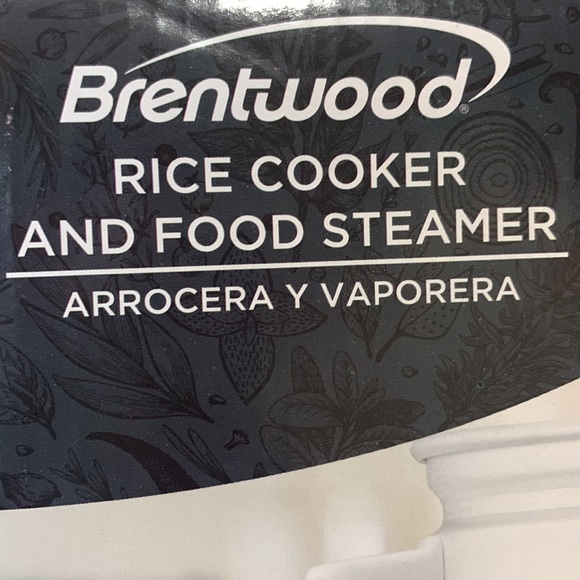 Brentwood®
RICE COOKER
AND FOOD STEAMER
ARROCERA Y VAPORERA